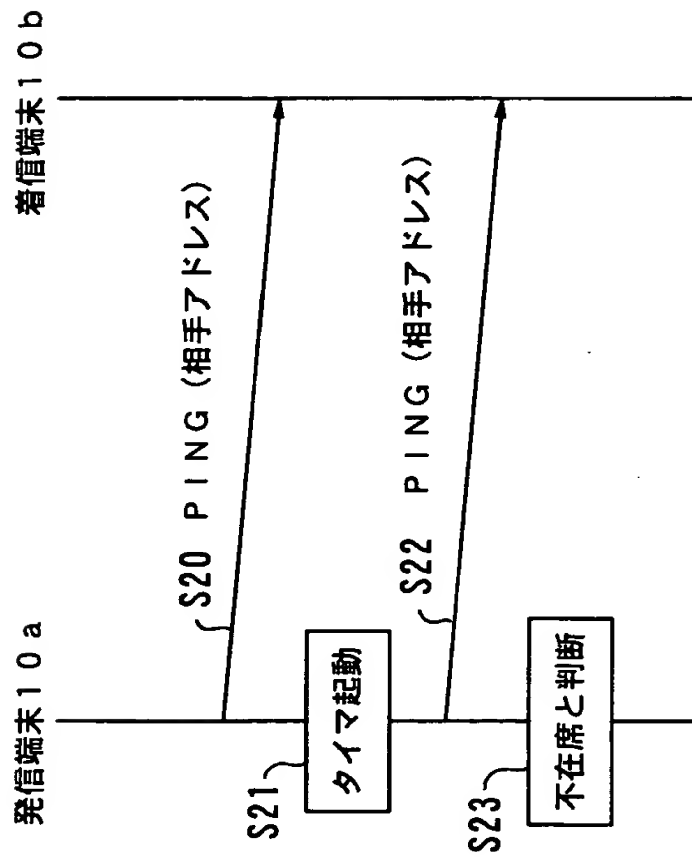 発信端末10a
着信端末10b
S20 PING(相手アドレス)
S21
タイマ起動
S22 PING(相手アドレス)
S23
不在席と判断